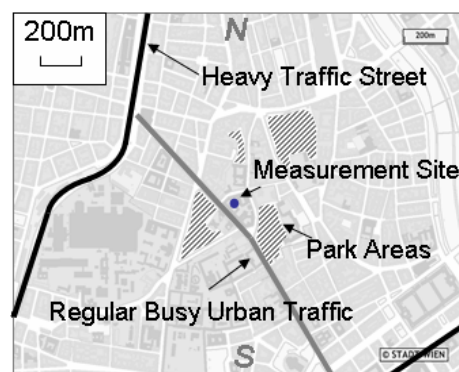 200m
N
200m
Heavy Traffic Street
Measurement Site
Park Areas
Regular Busy Urban Traffic
S
© STADT WIEN